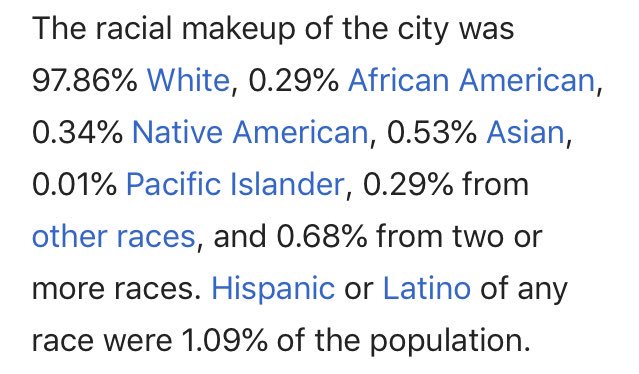 The racial makeup of the city was
97.86% White, 0.29% African American,
0.34% Native American, 0.53% Asian,
0.01% Pacific Islander, 0.29% from
other races, and 0.68% from two or
more races. Hispanic or Latino of any
race were 1.09% of the population.